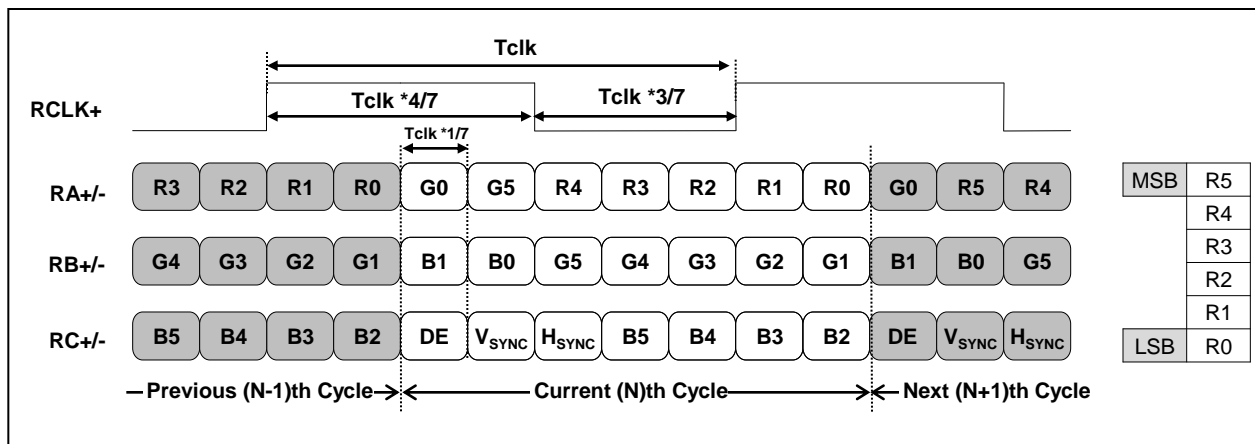 Tclk
RCLK+
Tclk *4/7
Tclk *3/7
Tclk *1/7
RA+/-
R3 R2 R1 R0 G0 G5 R4 R3 R2 R1 R0 G0 R5 R4
RB+/-
G4 G3 G2 G1 B1 B0 G5 G4 G3 G2 G1 B1 B0 G5
RC+/-
B5 B4 B3 B2 DE VSYNC HSYNC B5 B4 B3 B2 DE VSYNC HSYNC
Previous (N-1)th Cycle
Current (N)th Cycle
Next (N+1)th Cycle
MSB R5
R4
R3
R2
R1
LSB R0